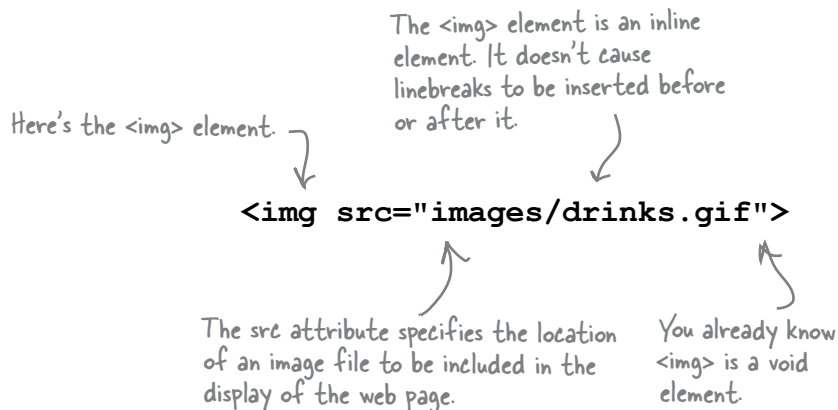 The <img> element is an inline
element. It doesn't cause
linebreaks to be inserted before
or after it.
Here's the <img> element.
<img src="images/drinks.gif">
The src attribute specifies the location
of an image file to be included in the
display of the web page.
You already know
<img> is a void
element.